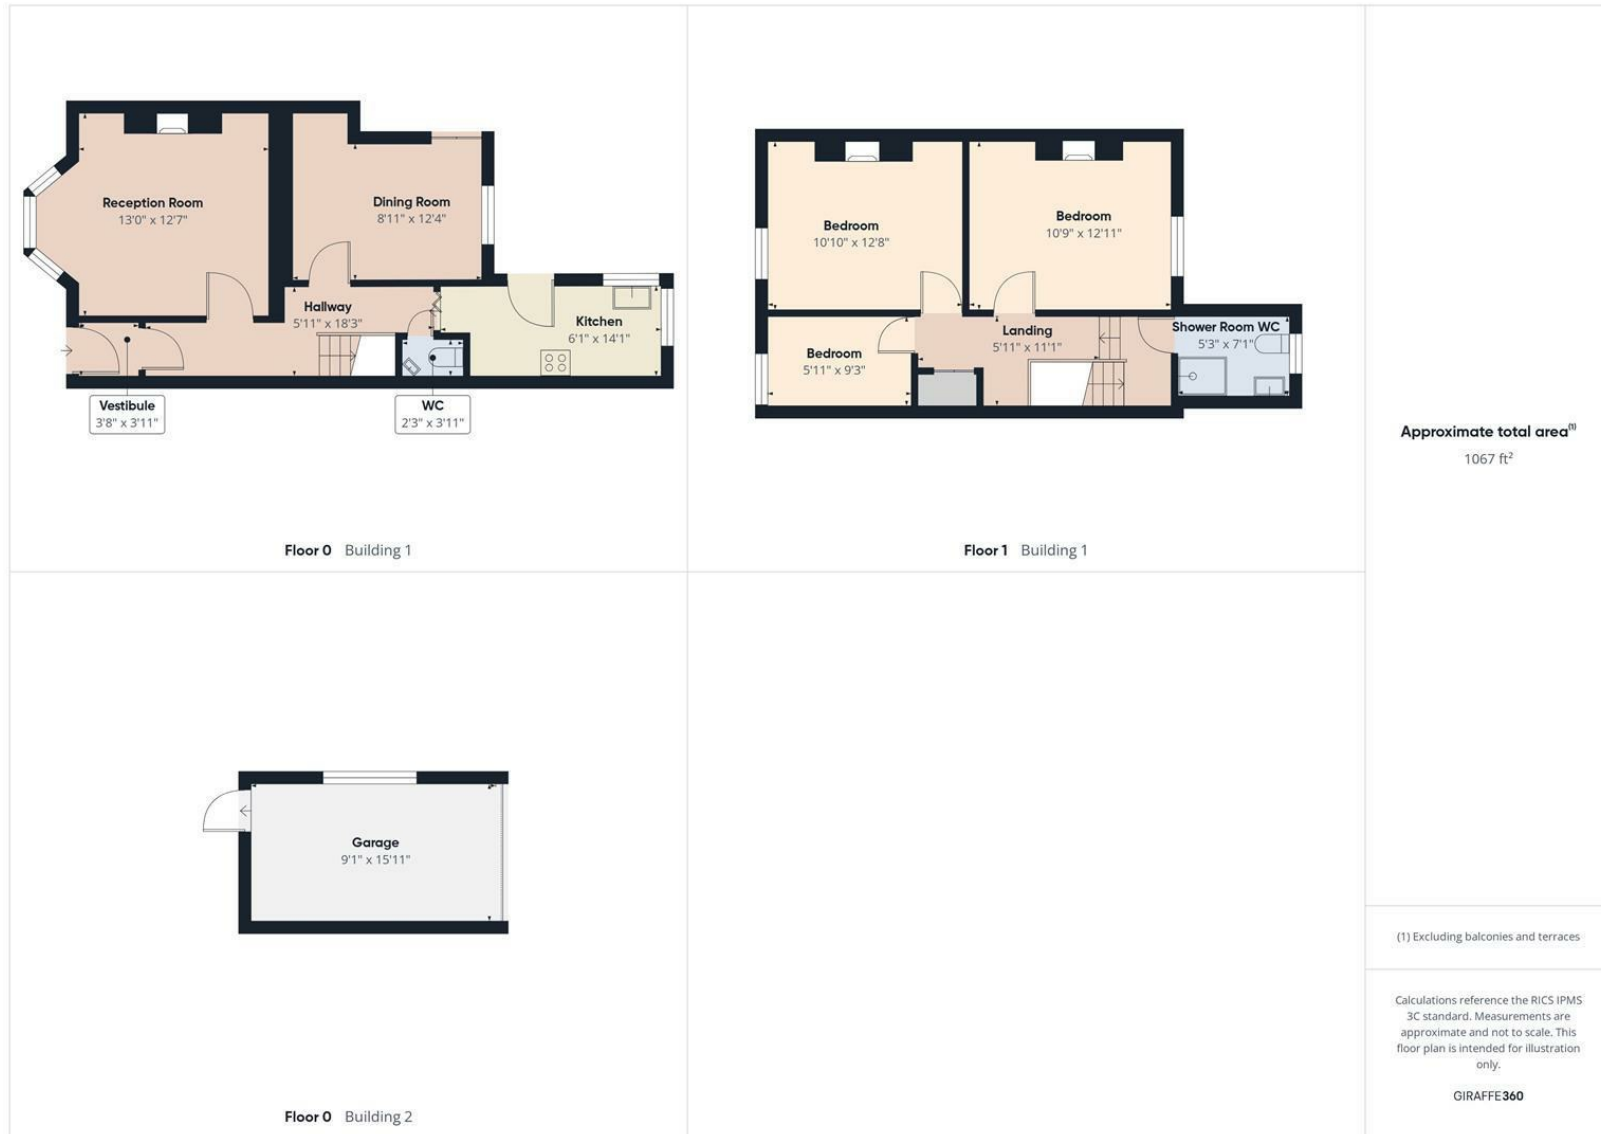 Reception Room
13'0" x 12'7"
Dining Room
8'11" x 12'4"
Hallway
5'11" x 18'3"
Kitchen
6'1" x 14'1"
Vestibule
3'8" x 3'11"
WC
2'3" x 3'11"
Floor 0 Building 1
Bedroom
10'10" x 12'8"
Bedroom
10'9" x 12'11"
Bedroom
5'11" x 9'3"
Landing
5'11" x 11'1"
Shower Room WC
5'3" x 7'1"
Floor 1 Building 1
Garage
9'1" x 15'11"
Floor 0 Building 2
Approximate total area(1)
1067 ft²
(1) Excluding balconies and terraces
Calculations reference the RICS IPMS
3C standard. Measurements are
approximate and not to scale. This
floor plan is intended for illustration
only.
GIRAFFE360